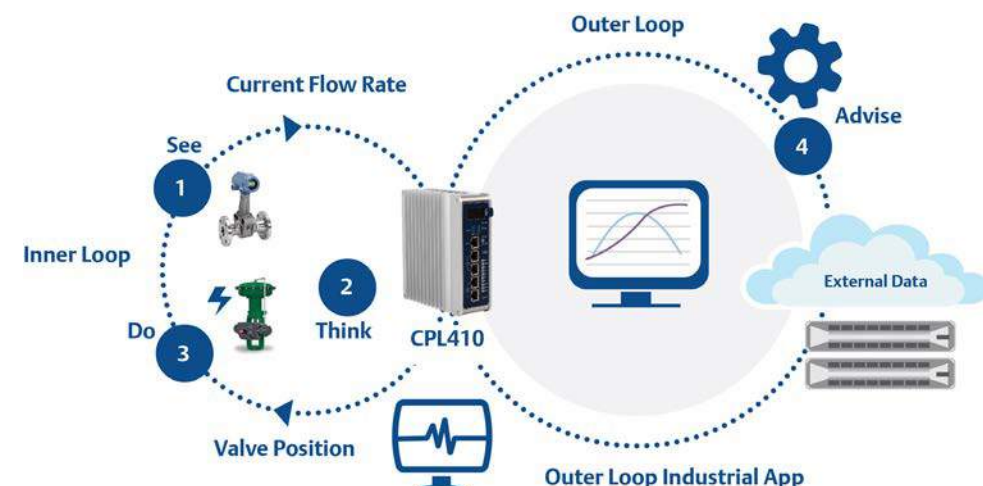 Outer Loop
Current Flow Rate
See
1
Advise
4
Inner Loop
2
Think
Do
3
CPL410
External Data
Valve Position
Outer Loop Industrial App